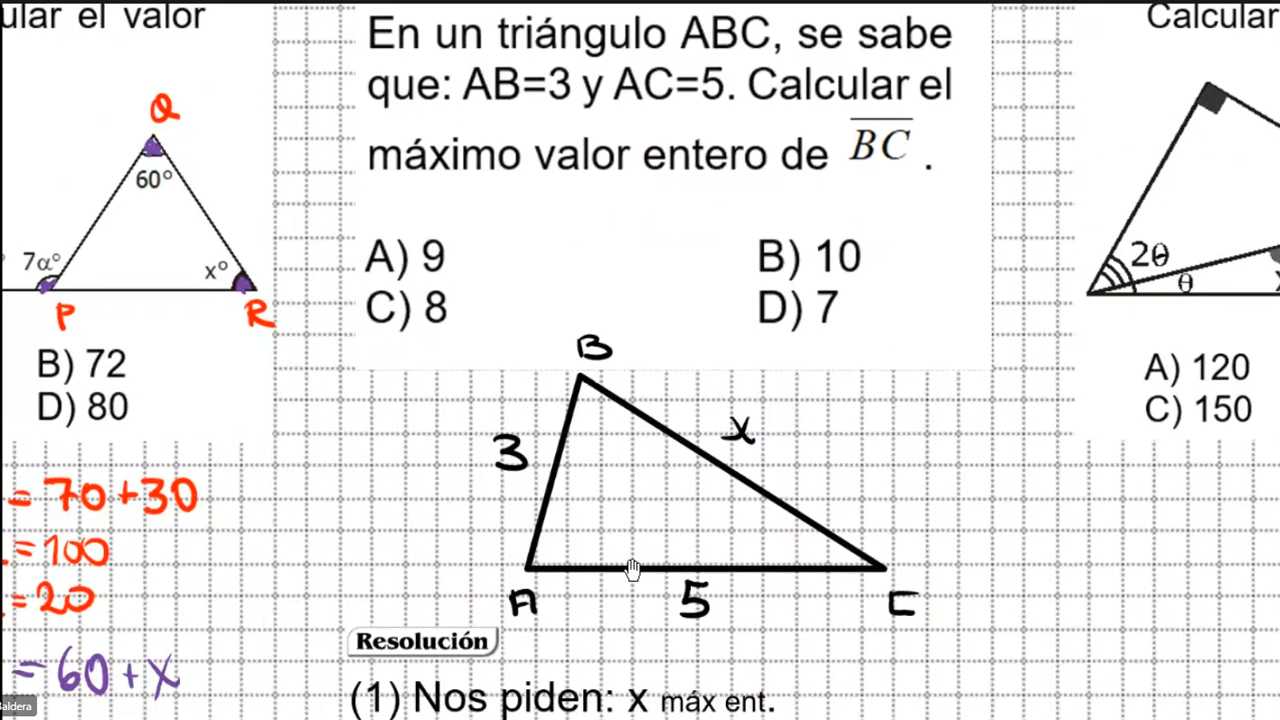 ular el valor
Q
60°
7α°
x°
P
R
B) 72
D) 80
= 70 + 30
= 100
= 20
= 60 + x
aldera
En un triángulo ABC, se sabe
que: AB=3 y AC=5. Calcular el
máximo valor entero de BC .
A) 9
B) 10
C) 8
D) 7
B
3
x
A
5
C
Resolución
(1) Nos piden: x máx ent.
Calcular
2θ
θ
A) 120
C) 150